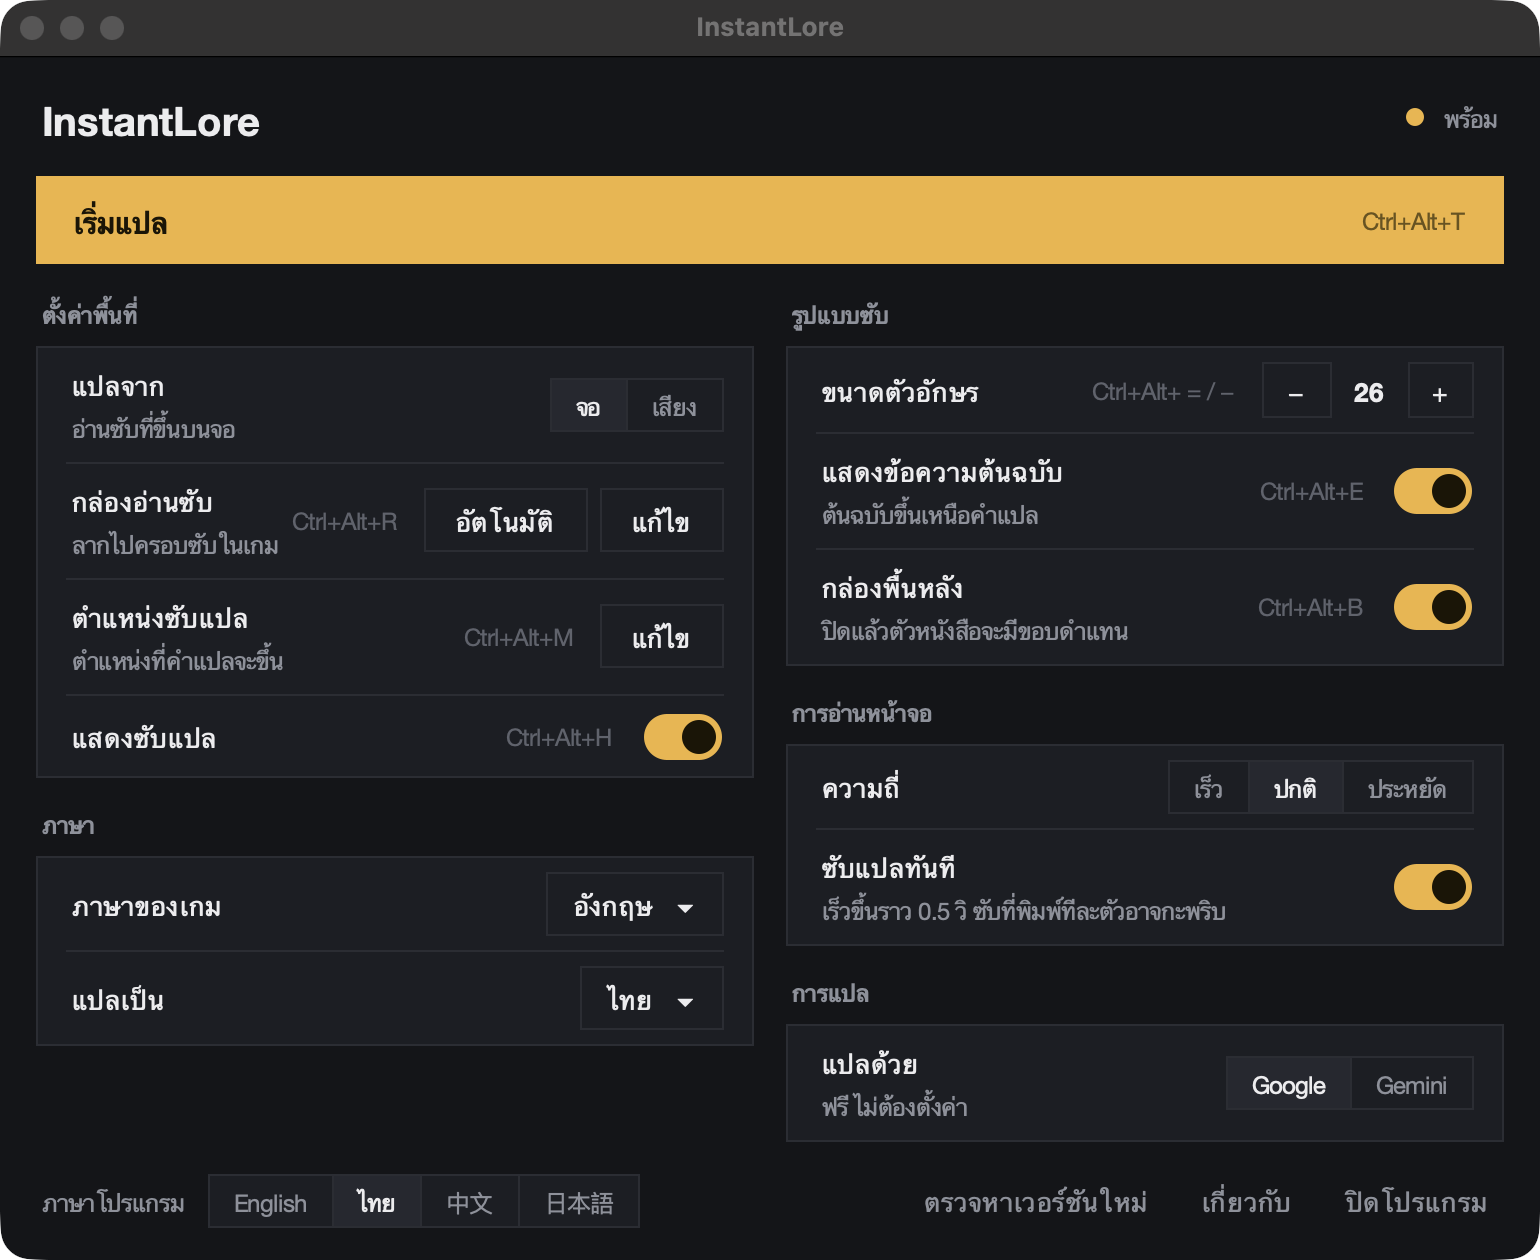 InstantLore
InstantLore
พร้อม
เริ่มแปล
Ctrl+Alt+T
ตั้งค่าพื้นที่
แปลจาก
อ่านซับที่ขึ้นบนจอ
จอ
เสียง
กล่องอ่านซับ
ลากไปครอบซับในเกม
Ctrl+Alt+R
อัตโนมัติ
แก้ไข
ตำแหน่งซับแปล
ตำแหน่งที่คำแปลจะขึ้น
Ctrl+Alt+M
แก้ไข
แสดงซับแปล
Ctrl+Alt+H
ภาษา
ภาษาของเกม
อังกฤษ
แปลเป็น
ไทย
รูปแบบซับ
ขนาดตัวอักษร
Ctrl+Alt+ = / −
−
26
+
แสดงข้อความต้นฉบับ
ต้นฉบับขึ้นเหนือคำแปล
Ctrl+Alt+E
กล่องพื้นหลัง
ปิดแล้วตัวหนังสือจะมีขอบดำแทน
Ctrl+Alt+B
การอ่านหน้าจอ
ความถี่
เร็ว
ปกติ
ประหยัด
ซับแปลทันที
เร็วขึ้นราว 0.5 วิ ซับที่พิมพ์ทีละตัวอาจกะพริบ
การแปล
แปลด้วย
ฟรี ไม่ต้องตั้งค่า
Google
Gemini
ภาษาโปรแกรม
English
ไทย
中文
日本語
ตรวจหาเวอร์ชันใหม่
เกี่ยวกับ
ปิดโปรแกรม